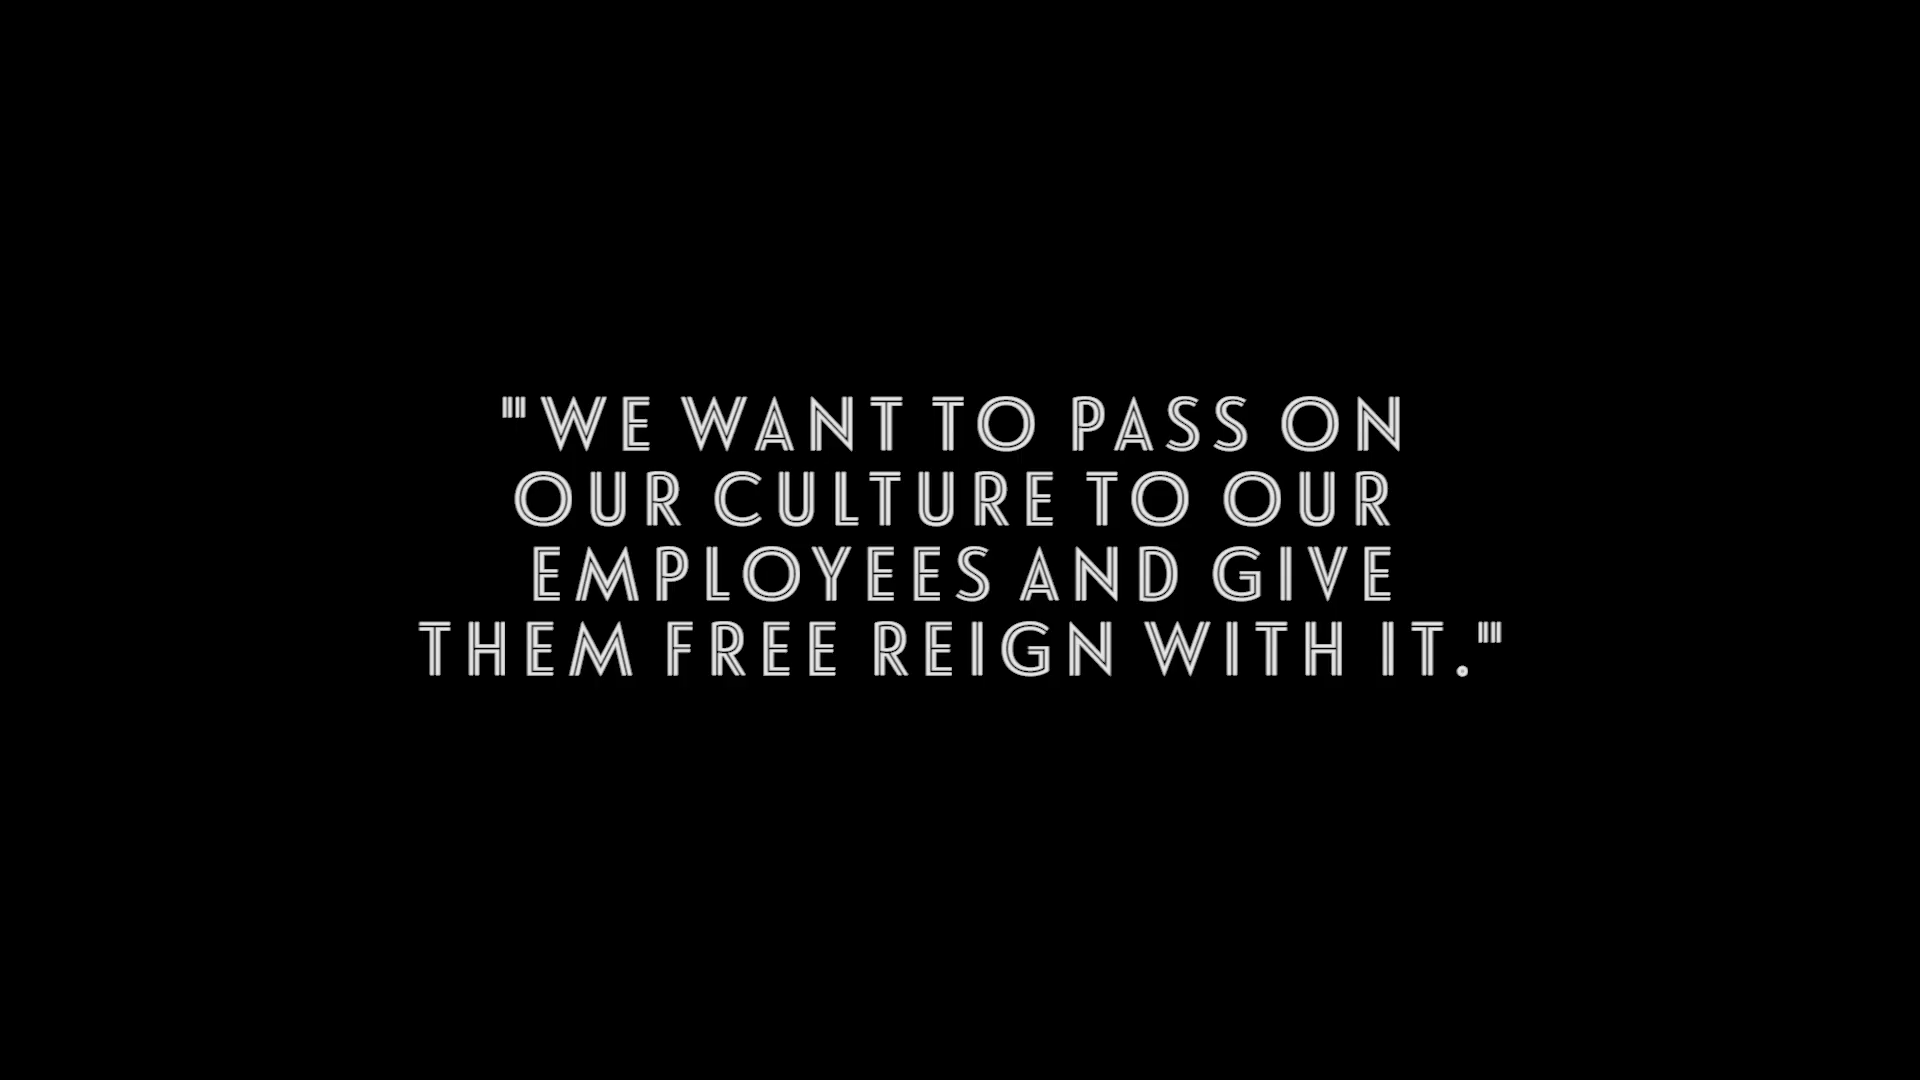 "WE WANT TO PASS ON
OUR CULTURE TO OUR
EMPLOYEES AND GIVE
THEM FREE REIGN WITH IT."